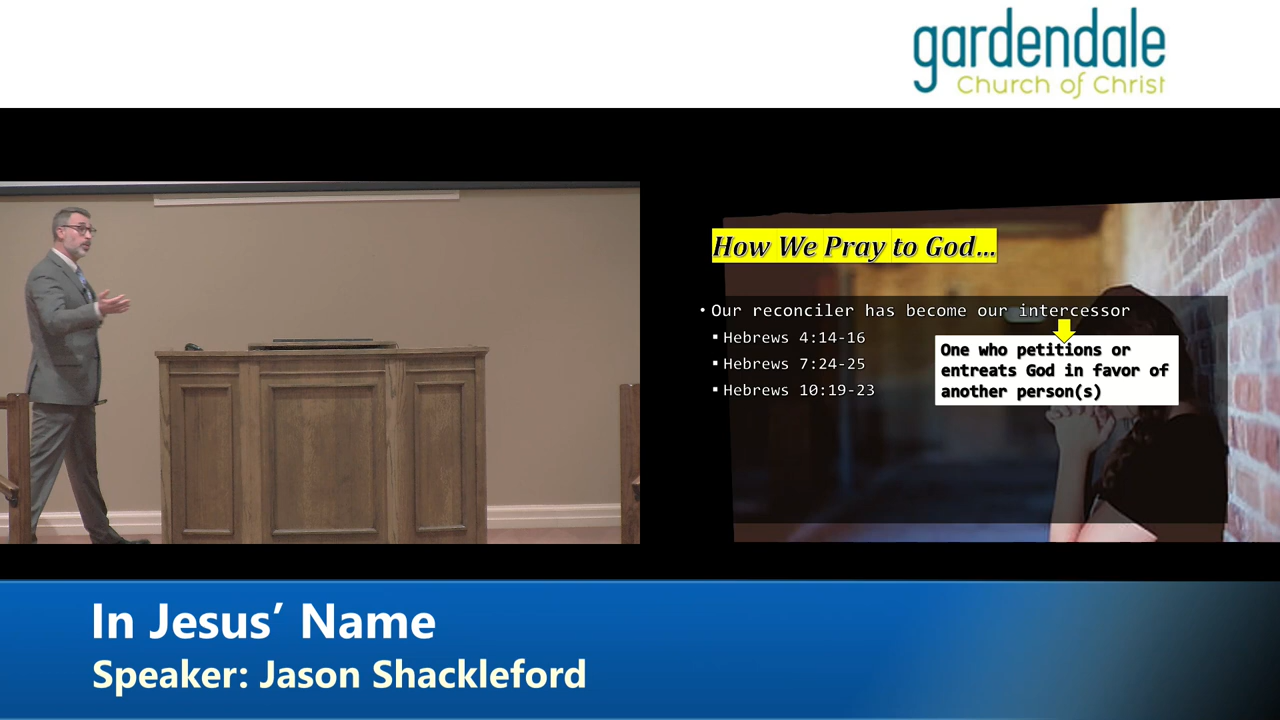 gardendale
Church of Christ
How We Pray to God...
• Our reconciler has become our intercessor
▪ Hebrews 4:14-16
▪ Hebrews 7:24-25
▪ Hebrews 10:19-23
One who petitions or
entreats God in favor of
another person(s)
In Jesus’ Name
Speaker: Jason Shackleford